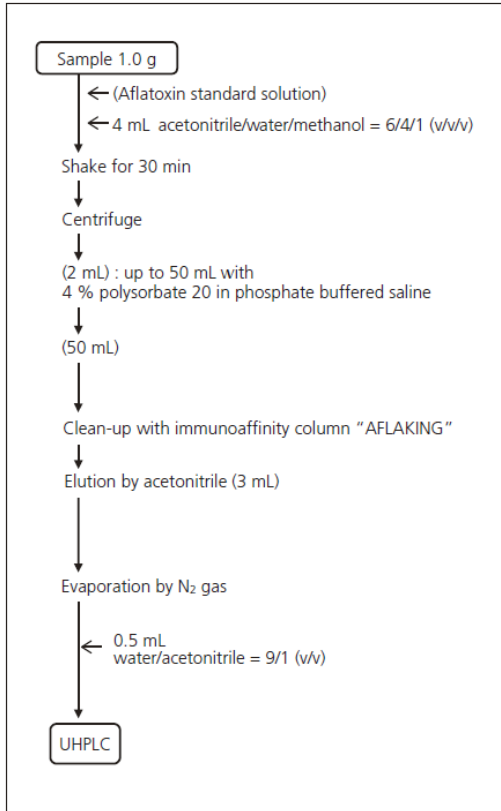 Sample 1.0 g
(Aflatoxin standard solution)
4 mL acetonitrile/water/methanol = 6/4/1 (v/v/v)
Shake for 30 min
Centrifuge
(2 mL) : up to 50 mL with
4 % polysorbate 20 in phosphate buffered saline
(50 mL)
Clean-up with immunoaffinity column “AFLAKING”
Elution by acetonitrile (3 mL)
Evaporation by N₂ gas
0.5 mL
water/acetonitrile = 9/1 (v/v)
UHPLC